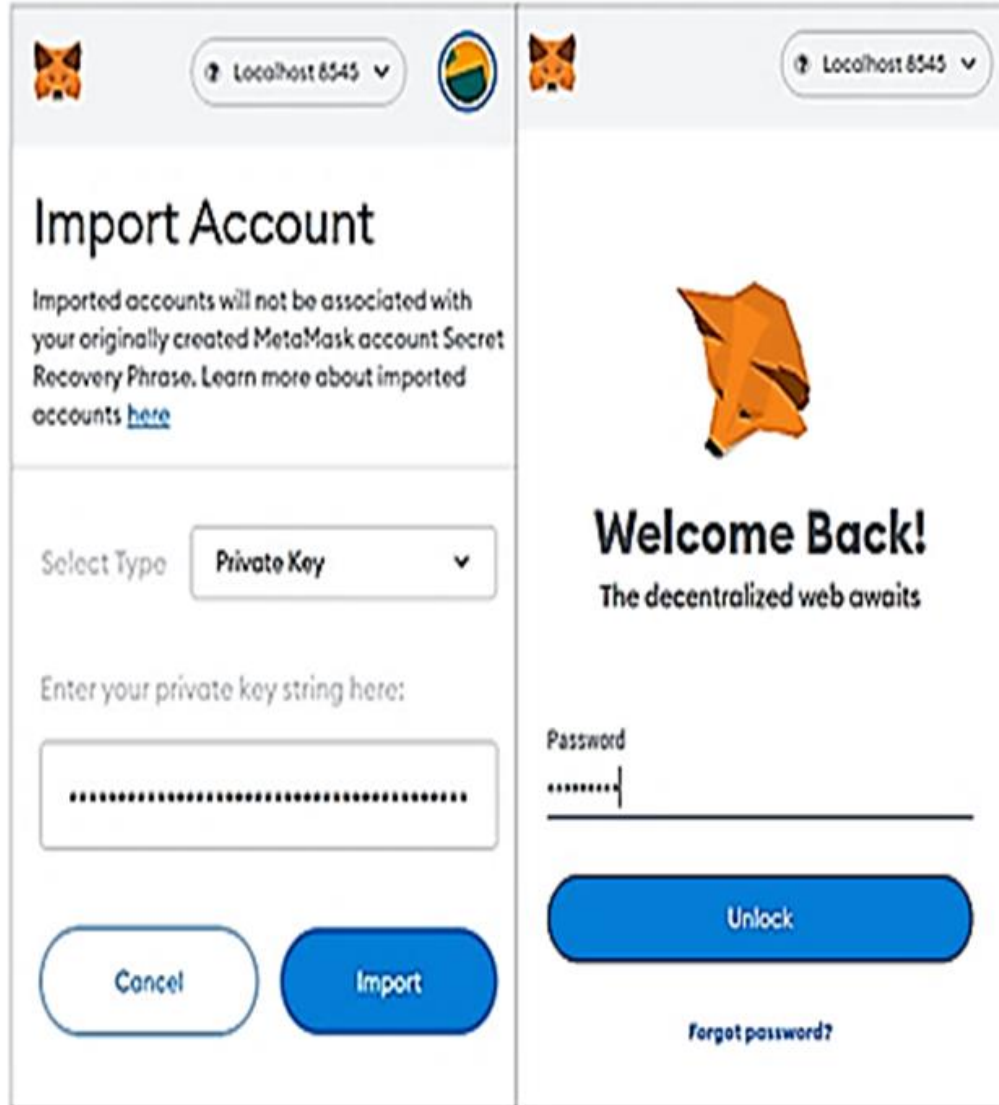 Localhost 8545
Import Account
Imported accounts will not be associated with
your originally created MetaMask account Secret
Recovery Phrase. Learn more about imported
accounts here
Select Type
Private Key
Enter your private key string here:
Cancel
Import
Localhost 8545
Welcome Back!
The decentralized web awaits
Password
Unlock
Forgot password?